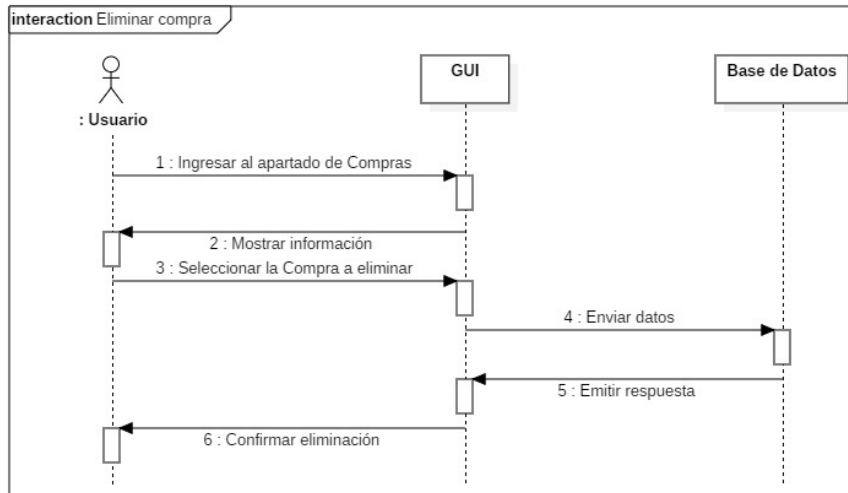 interaction Eliminar compra
GUI
Base de Datos
: Usuario
1 : Ingresar al apartado de Compras
2 : Mostrar información
3 : Seleccionar la Compra a eliminar
4 : Enviar datos
5 : Emitir respuesta
6 : Confirmar eliminación